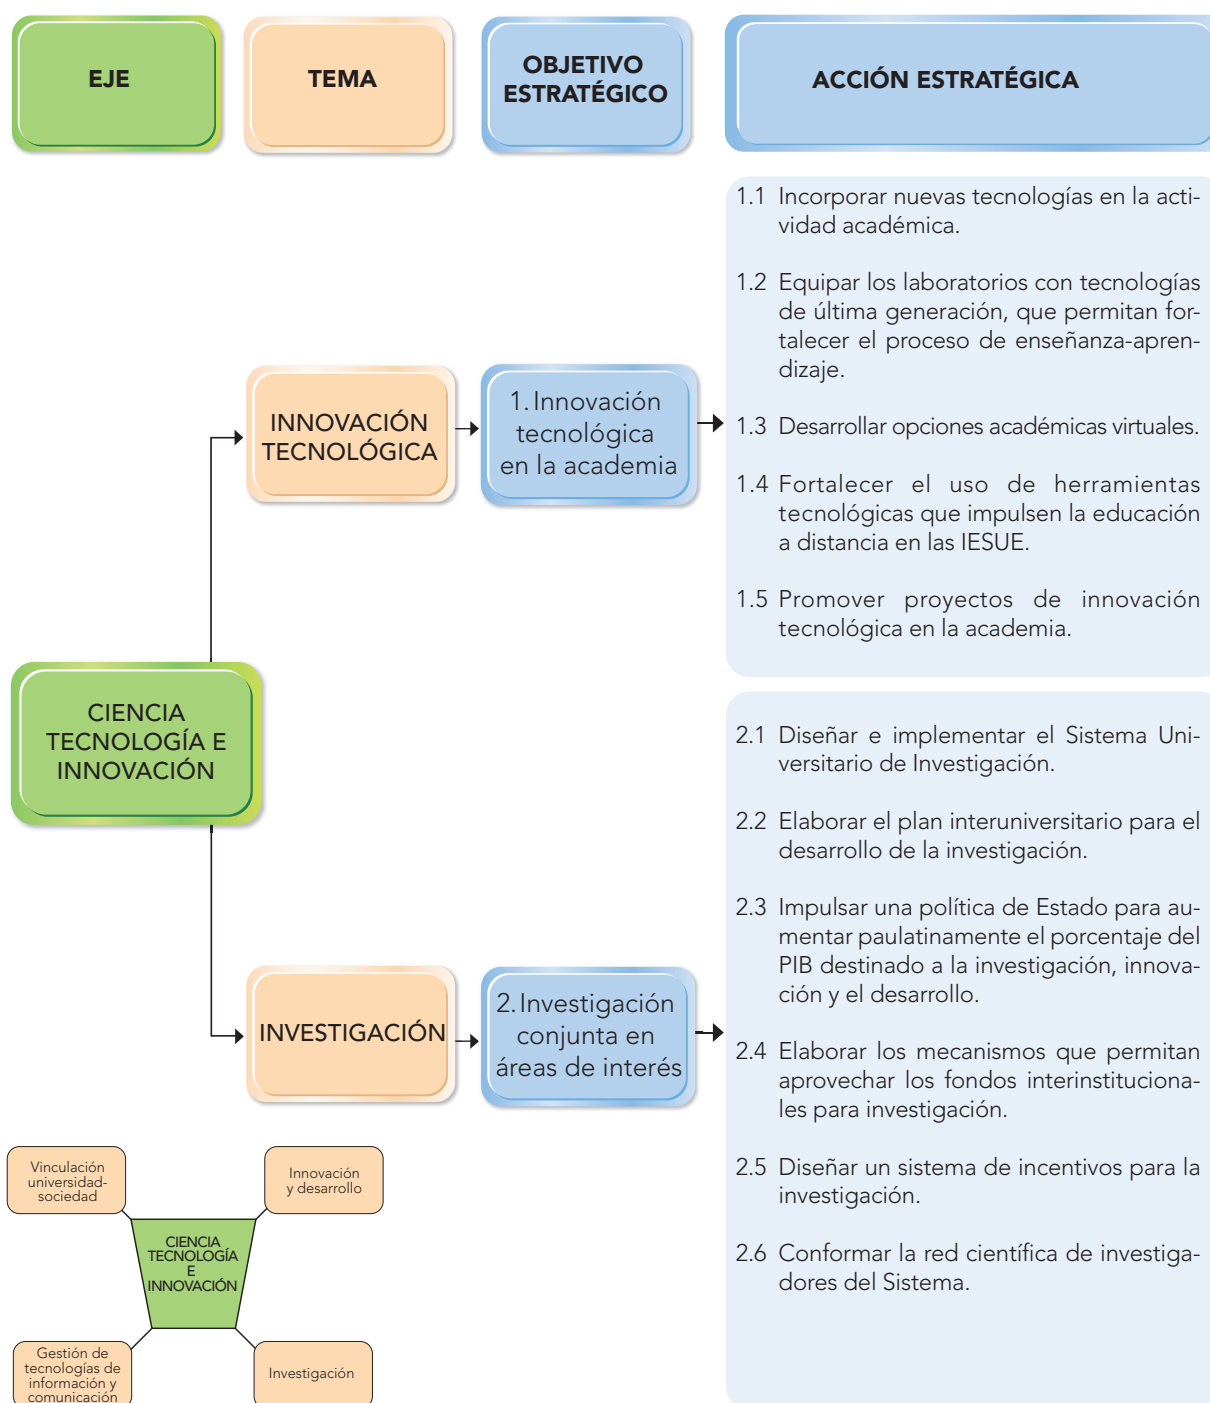 EJE
TEMA
OBJETIVO
ESTRATÉGICO
ACCIÓN ESTRATÉGICA
CIENCIA
TECNOLOGÍA E
INNOVACIÓN
INNOVACIÓN
TECNOLÓGICA
1. Innovación
tecnológica
en la academia
1.1 Incorporar nuevas tecnologías en la acti-
vidad académica.
1.2 Equipar los laboratorios con tecnologías
de última generación, que permitan for-
talecer el proceso de enseñanza-apren-
dizaje.
1.3 Desarrollar opciones académicas virtuales.
1.4 Fortalecer el uso de herramientas
tecnológicas que impulsen la educación
a distancia en las IESUE.
1.5 Promover proyectos de innovación
tecnológica en la academia.
INVESTIGACIÓN
2. Investigación
conjunta en
áreas de interés
2.1 Diseñar e implementar el Sistema Uni-
versitario de Investigación.
2.2 Elaborar el plan interuniversitario para el
desarrollo de la investigación.
2.3 Impulsar una política de Estado para au-
mentar paulatinamente el porcentaje del
PIB destinado a la investigación, innova-
ción y el desarrollo.
2.4 Elaborar los mecanismos que permitan
aprovechar los fondos interinstituciona-
les para investigación.
2.5 Diseñar un sistema de incentivos para la
investigación.
2.6 Conformar la red científica de investiga-
dores del Sistema.
Vinculación
universidad-
sociedad
Innovación
y desarrollo
CIENCIA
TECNOLOGÍA
E
INNOVACIÓN
Gestión de
tecnologías de
información y
comunicación
Investigación